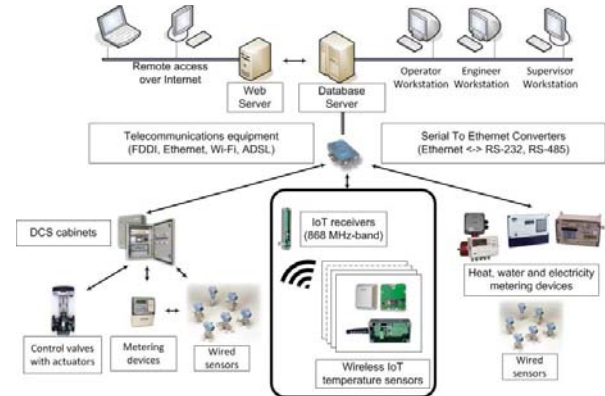 Remote access
over Internet
Web
Server
Database
Server
Operator
Workstation
Engineer
Workstation
Supervisor
Workstation
Telecommunications equipment
(FDDI, Ethernet, Wi-Fi, ADSL)
Serial To Ethernet Converters
(Ethernet <-> RS-232, RS-485)
DCS cabinets
IoT receivers
(868 MHz-band)
Heat, water and electricity
metering devices
Control valves
with actuators
Metering
devices
Wired
sensors
Wireless IoT
temperature sensors
Wired
sensors